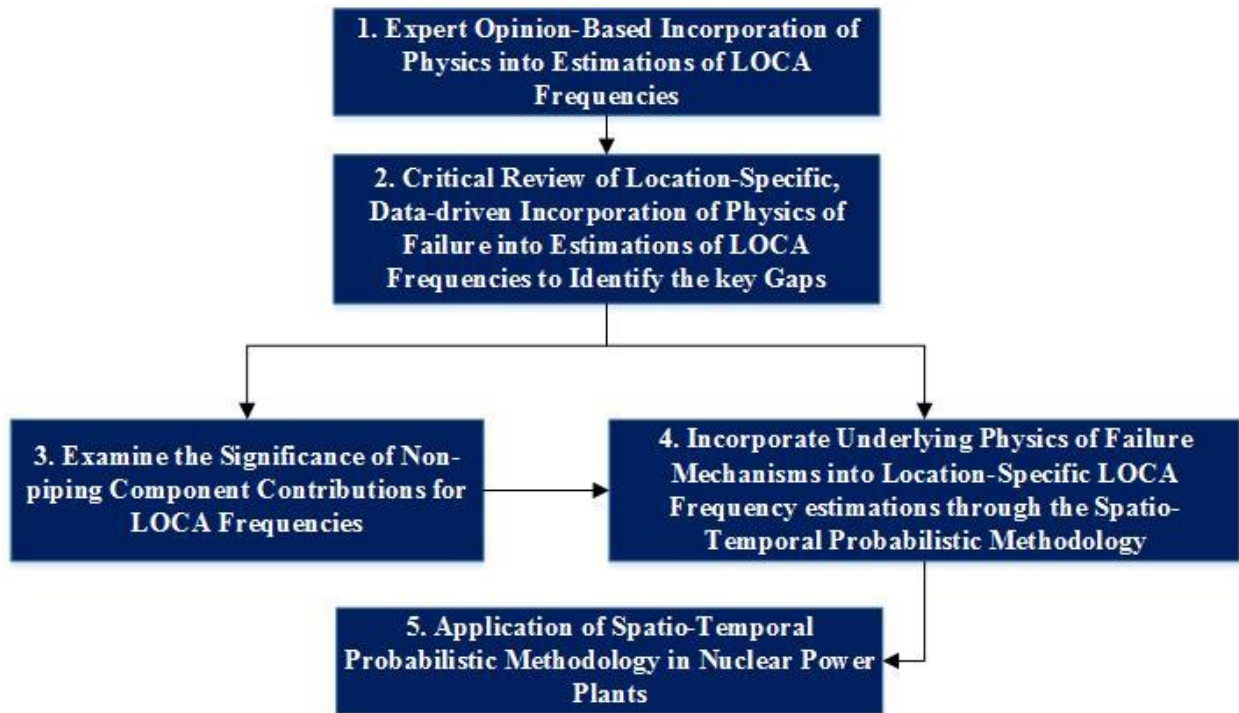 1. Expert Opinion-Based Incorporation of
Physics into Estimations of LOCA
Frequencies
2. Critical Review of Location-Specific,
Data-driven Incorporation of Physics of
Failure into Estimations of LOCA
Frequencies to Identify the key Gaps
3. Examine the Significance of Non-
piping Component Contributions for
LOCA Frequencies
4. Incorporate Underlying Physics of Failure
Mechanisms into Location-Specific LOCA
Frequency estimations through the Spatio-
Temporal Probabilistic Methodology
5. Application of Spatio-Temporal
Probabilistic Methodology in Nuclear Power
Plants